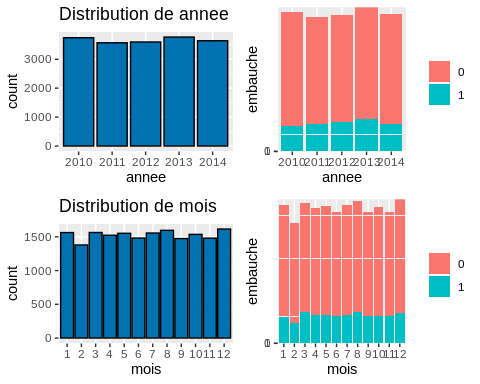 Distribution de annee
count
3000
2000
1000
0
2010 2011 2012 2013 2014
annee
embauche
0
1
2010 2011 2012 2013 2014
annee
0
1
Distribution de mois
count
1500
1000
500
0
1 2 3 4 5 6 7 8 9 10 11 12
mois
embauche
0
1 2 3 4 5 6 7 8 9 10 11 12
mois
0
1